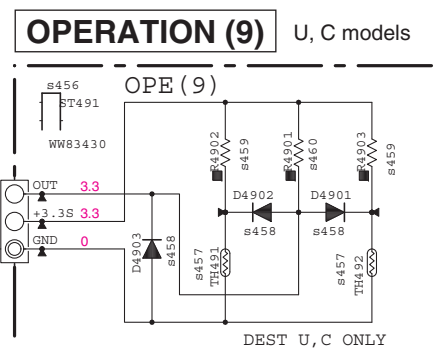 OPERATION (9) U, C models
s456 OPE(9)
ST491
WW83430
R4902 s459 R4901 s460 R4903 s459
OUT 3.3
D4902 D4901
+3.3S 3.3
s458 s458
GND 0
D4903 s458 s457 TH491 s457 TH492
DEST U,C ONLY